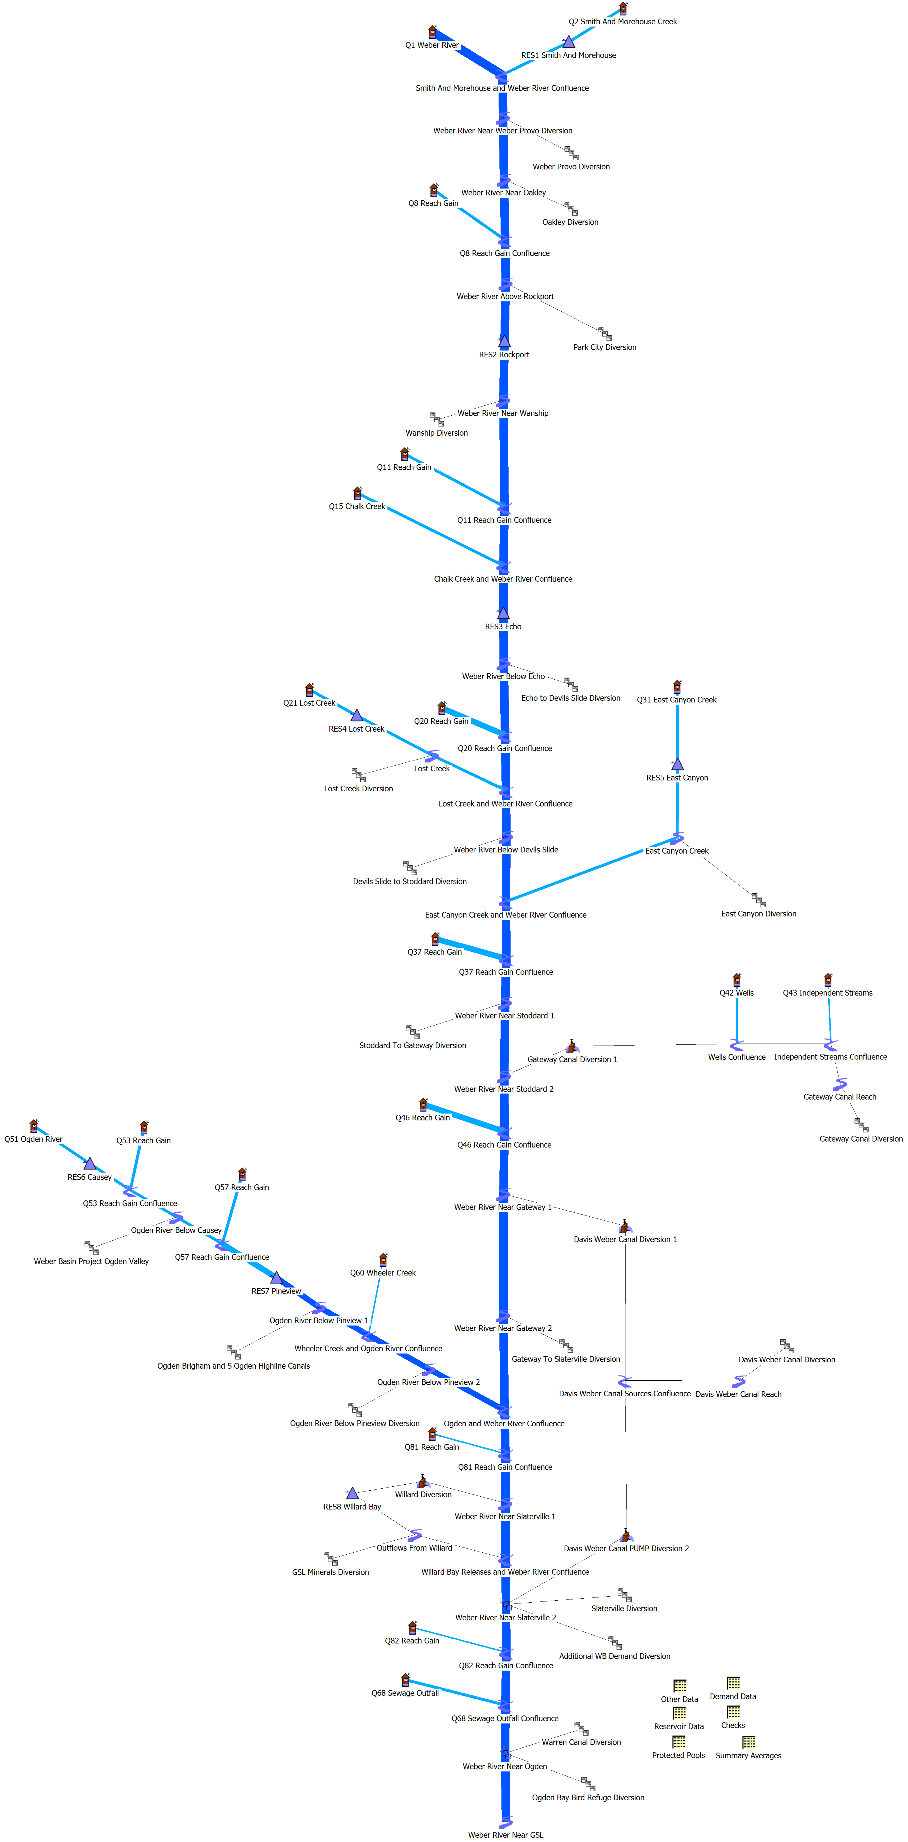 Q2 Smith And Morehouse Creek
Q1 Weber River
RES1 Smith And Morehouse
Smith And Morehouse and Weber River Confluence
Weber River Near Weber Provo Diversion
Weber Provo Diversion
Weber River Near Oakley
Q8 Reach Gain
Oakley Diversion
Q8 Reach Gain Confluence
Weber River Above Rockport
Park City Diversion
RES2 Rockport
Weber River Near Wanship
Wanship Diversion
Q11 Reach Gain
Q15 Chalk Creek
Q11 Reach Gain Confluence
Chalk Creek and Weber River Confluence
RES3 Echo
Weber River Below Echo
Echo to Devils Slide Diversion
Q31 East Canyon Creek
Q21 Lost Creek
Q20 Reach Gain
RES4 Lost Creek
Q20 Reach Gain Confluence
Lost Creek
RES5 East Canyon
Lost Creek Diversion
Lost Creek and Weber River Confluence
Weber River Below Devils Slide
East Canyon Creek
Devils Slide to Stoddard Diversion
East Canyon Creek and Weber River Confluence
East Canyon Diversion
Q37 Reach Gain
Q37 Reach Gain Confluence
Q42 Wells
Q43 Independent Streams
Weber River Near Stoddard 1
Stoddard To Gateway Diversion
Gateway Canal Diversion 1
Wells Confluence
Independent Streams Confluence
Weber River Near Stoddard 2
Gateway Canal Reach
Q46 Reach Gain
Gateway Canal Diversion
Q51 Ogden River
Q53 Reach Gain
Q46 Reach Gain Confluence
RES6 Causey
Q57 Reach Gain
Q53 Reach Gain Confluence
Weber River Near Gateway 1
Ogden River Below Causey
Davis Weber Canal Diversion 1
Weber Basin Project Ogden Valley
Q57 Reach Gain Confluence
Q60 Wheeler Creek
RES7 Pineview
Ogden River Below Pinview 1
Weber River Near Gateway 2
Wheeler Creek and Ogden River Confluence
Gateway To Slaterville Diversion
Davis Weber Canal Diversion
Ogden Brigham and S Ogden Highline Canals
Ogden River Below Pineview 2
Davis Weber Canal Sources Confluence
Davis Weber Canal Reach
Ogden River Below Pineview Diversion
Ogden and Weber River Confluence
Q81 Reach Gain
Q81 Reach Gain Confluence
Willard Diversion
RES8 Willard Bay
Weber River Near Slaterville 1
Outflows From Willard
Davis Weber Canal PUMP Diversion 2
GSL Minerals Diversion
Willard Bay Releases and Weber River Confluence
Slaterville Diversion
Weber River Near Slaterville 2
Q82 Reach Gain
Additional WB Demand Diversion
Q82 Reach Gain Confluence
Q68 Sewage Outfall
Other Data
Demand Data
Q68 Sewage Outfall Confluence
Reservoir Data
Checks
Warren Canal Diversion
Protected Pools
Summary Averages
Weber River Near Ogden
Ogden Bay Bird Refuge Diversion
Weber River Near GSL